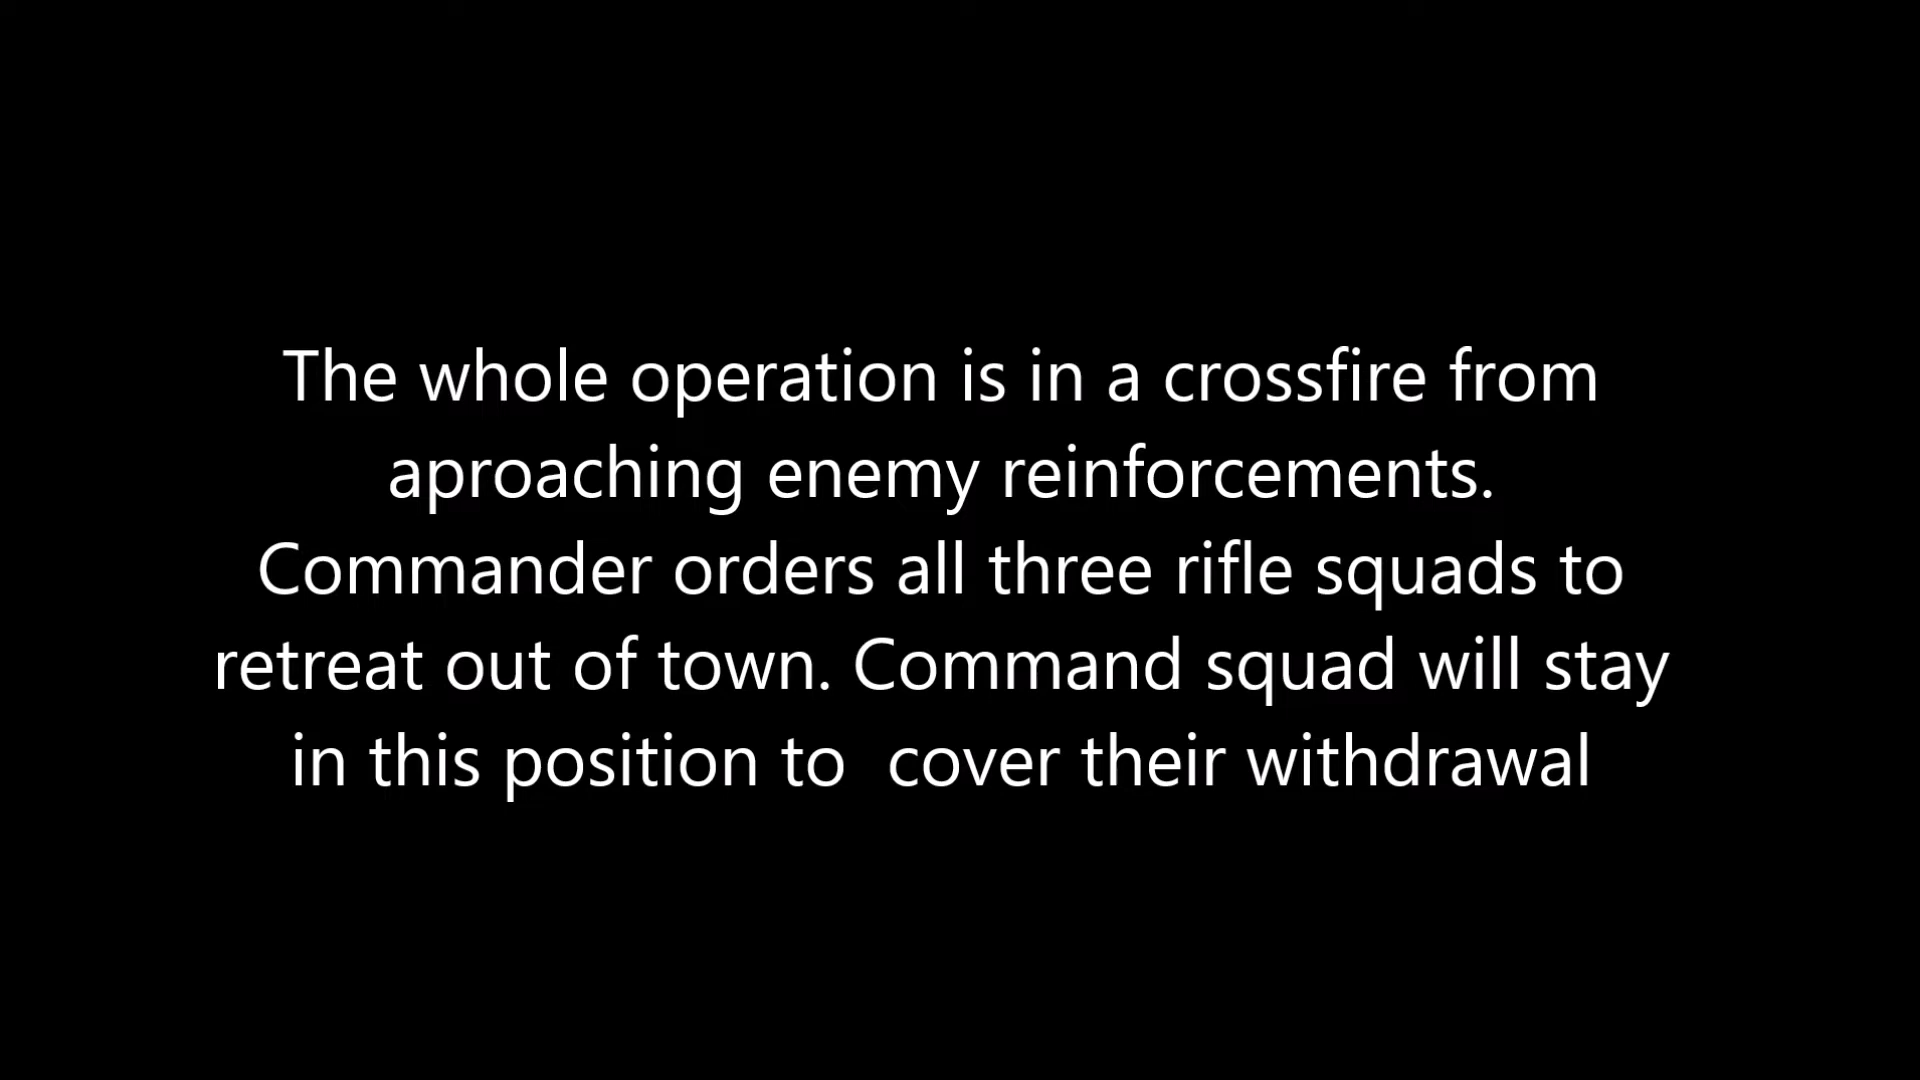 The whole operation is in a crossfire from
aproaching enemy reinforcements.
Commander orders all three rifle squads to
retreat out of town. Command squad will stay
in this position to  cover their withdrawal